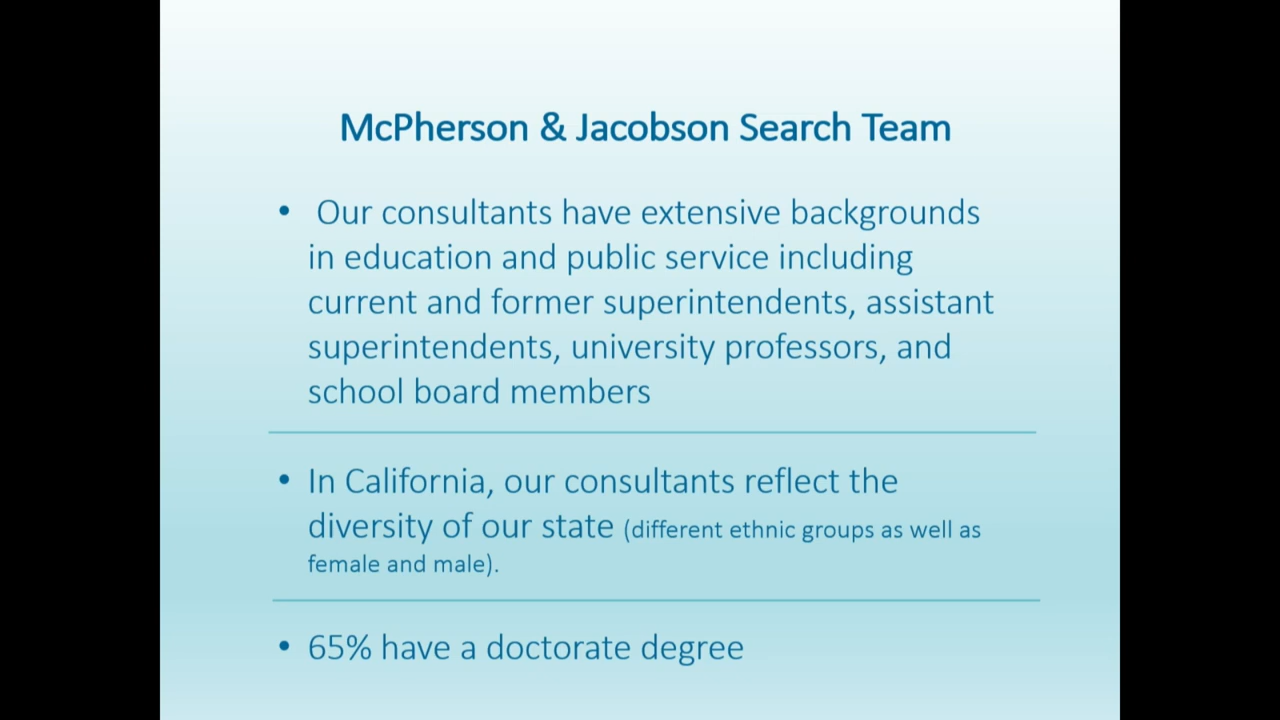 McPherson & Jacobson Search Team
• Our consultants have extensive backgrounds
in education and public service including
current and former superintendents, assistant
superintendents, university professors, and
school board members
• In California, our consultants reflect the
diversity of our state (different ethnic groups as well as
female and male).
• 65% have a doctorate degree